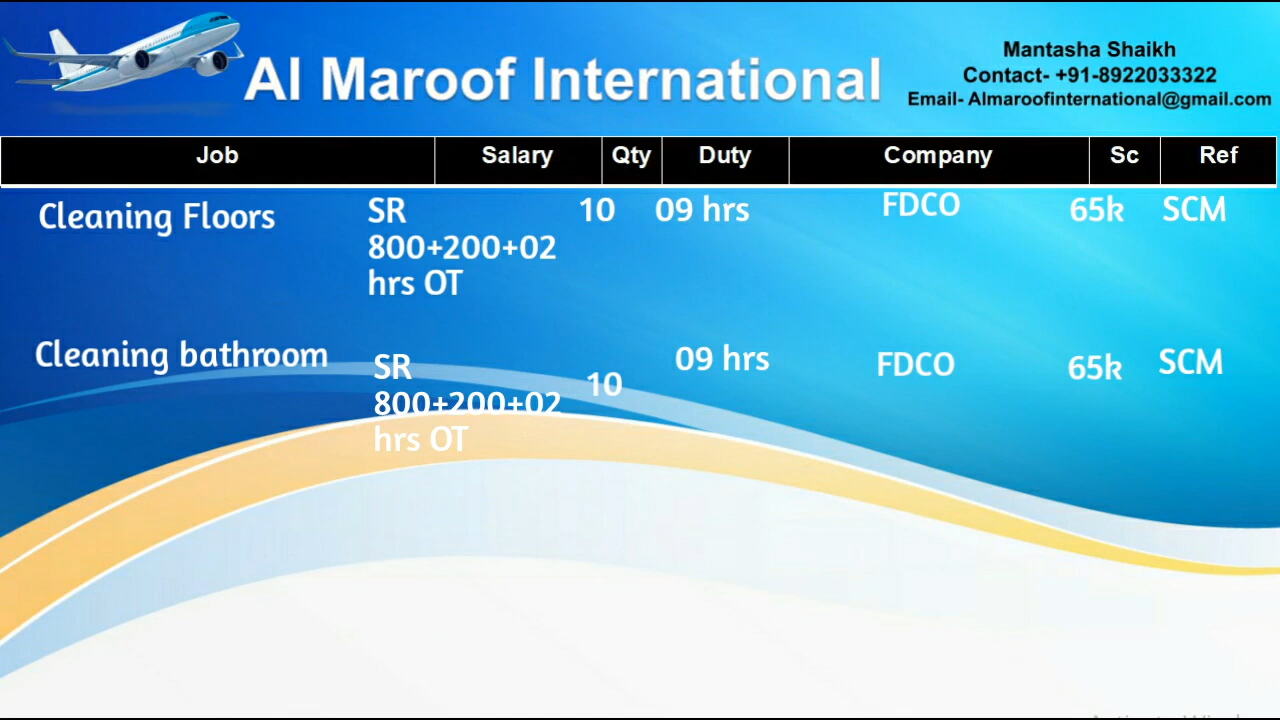 Al Maroof International
Mantasha Shaikh
Contact- +91-8922033322
Email- Almaroofinternational@gmail.com
Job Salary Qty Duty Company Sc Ref
Cleaning Floors SR 10 09 hrs FDCO 65k SCM
800+200+02
hrs OT
Cleaning bathroom SR 10 09 hrs FDCO 65k SCM
800+200+02
hrs OT